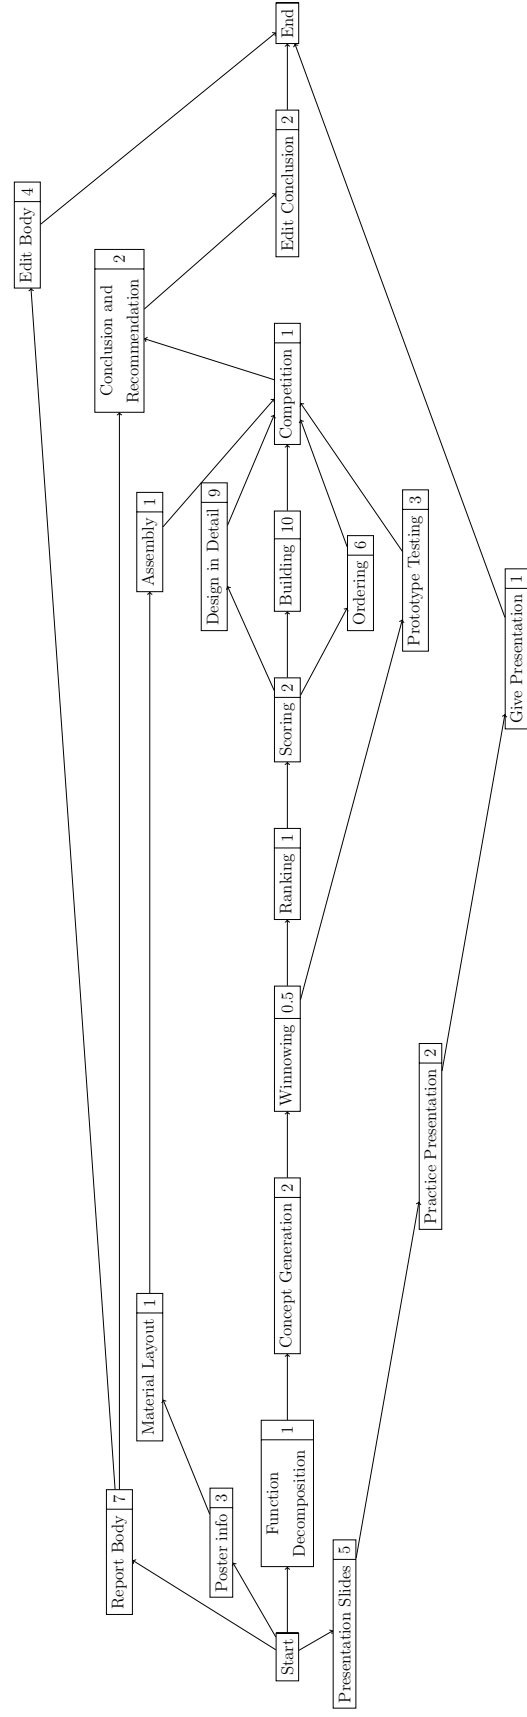 Start
Report Body 7
Poster info 3
Function
Decomposition
1
Presentation Slides 5
Material Layout 1
Concept Generation 2
Practice Presentation 2
Winnowing 0.5
Ranking 1
Scoring 2
Assembly 1
Design in Detail 9
Building 10
Ordering 6
Prototype Testing 3
Give Presentation 1
Competition 1
Conclusion and
Recommendation
2
Edit Body 4
Edit Conclusion 2
End